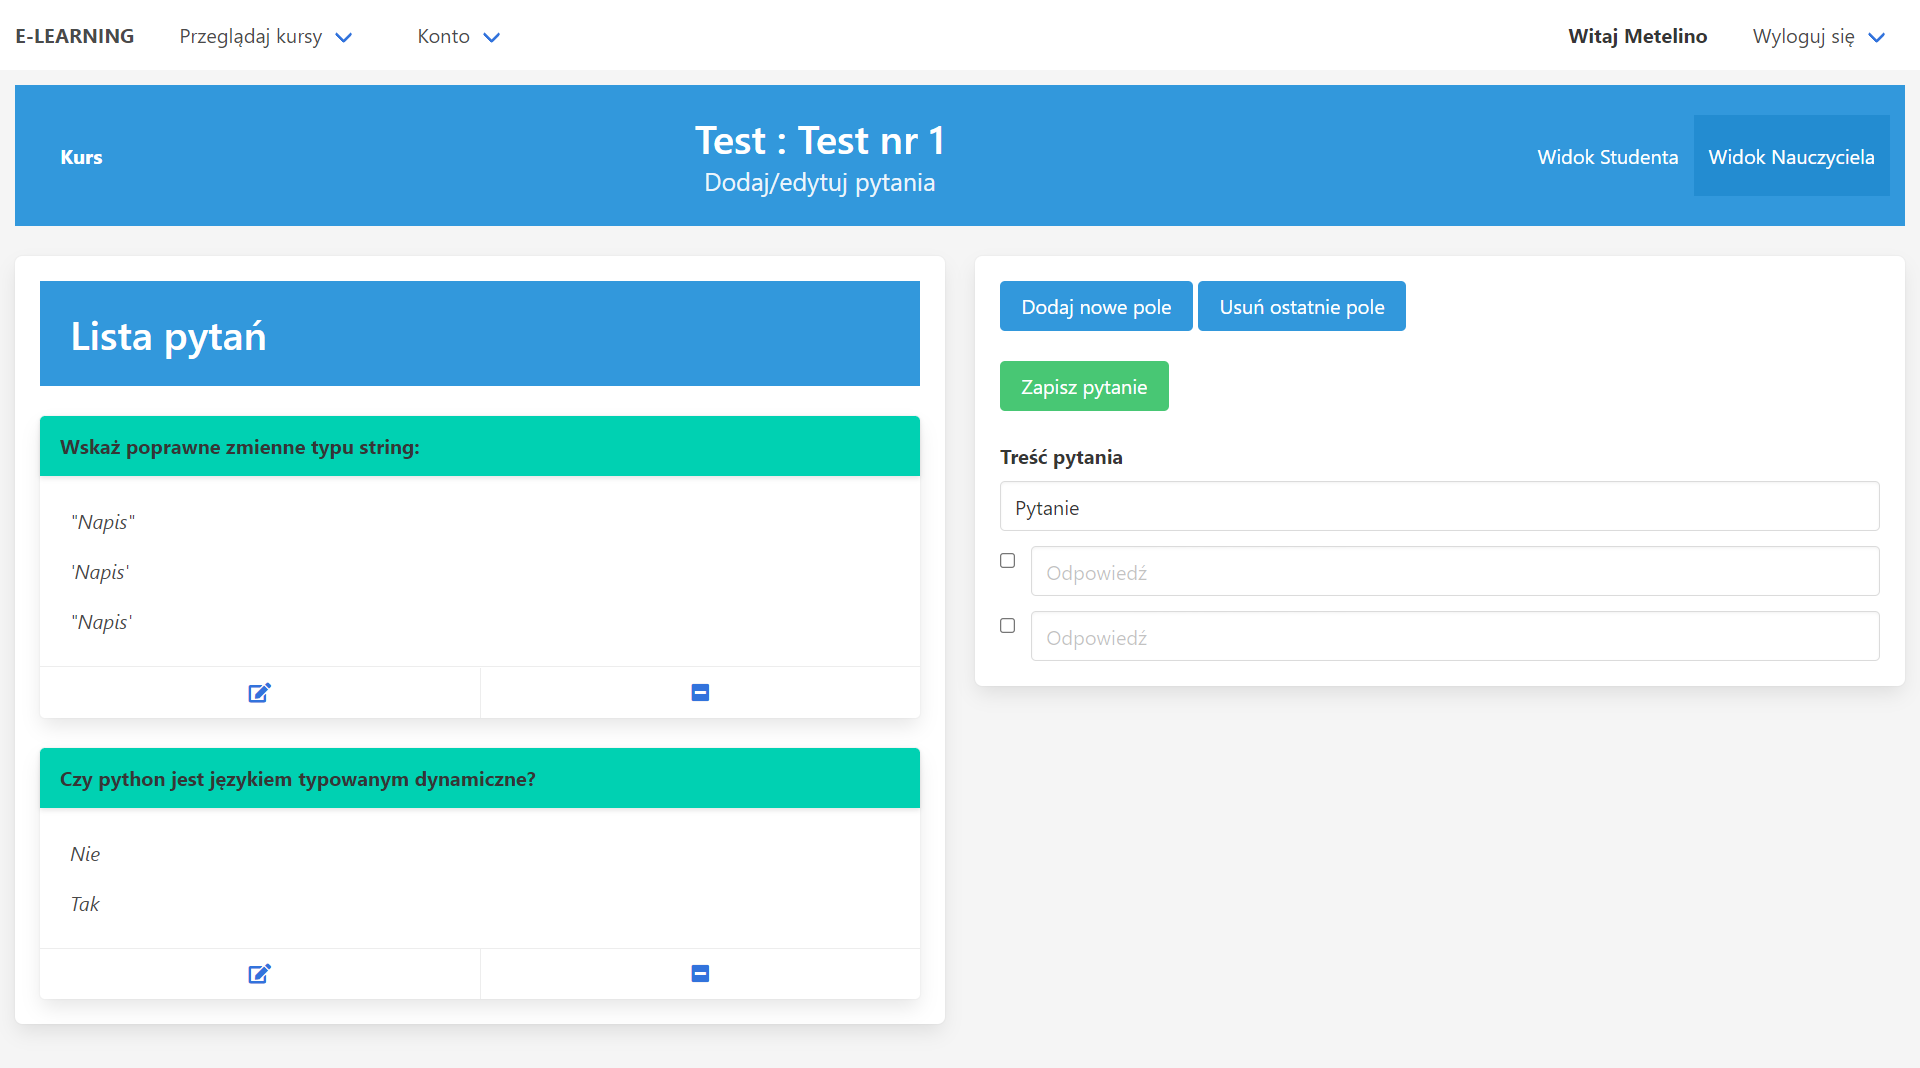 E-LEARNING Przeglądaj kursy Konto Witaj Metelino Wyloguj się
Kurs
Test : Test nr 1
Dodaj/edytuj pytania
Widok Studenta Widok Nauczyciela
Lista pytań
Wskaż poprawne zmienne typu string:
"Napis"
'Napis'
"Napis'
Czy python jest językiem typowanym dynamiczne?
Nie
Tak
Dodaj nowe pole Usuń ostatnie pole
Zapisz pytanie
Treść pytania
Pytanie
Odpowiedź
Odpowiedź